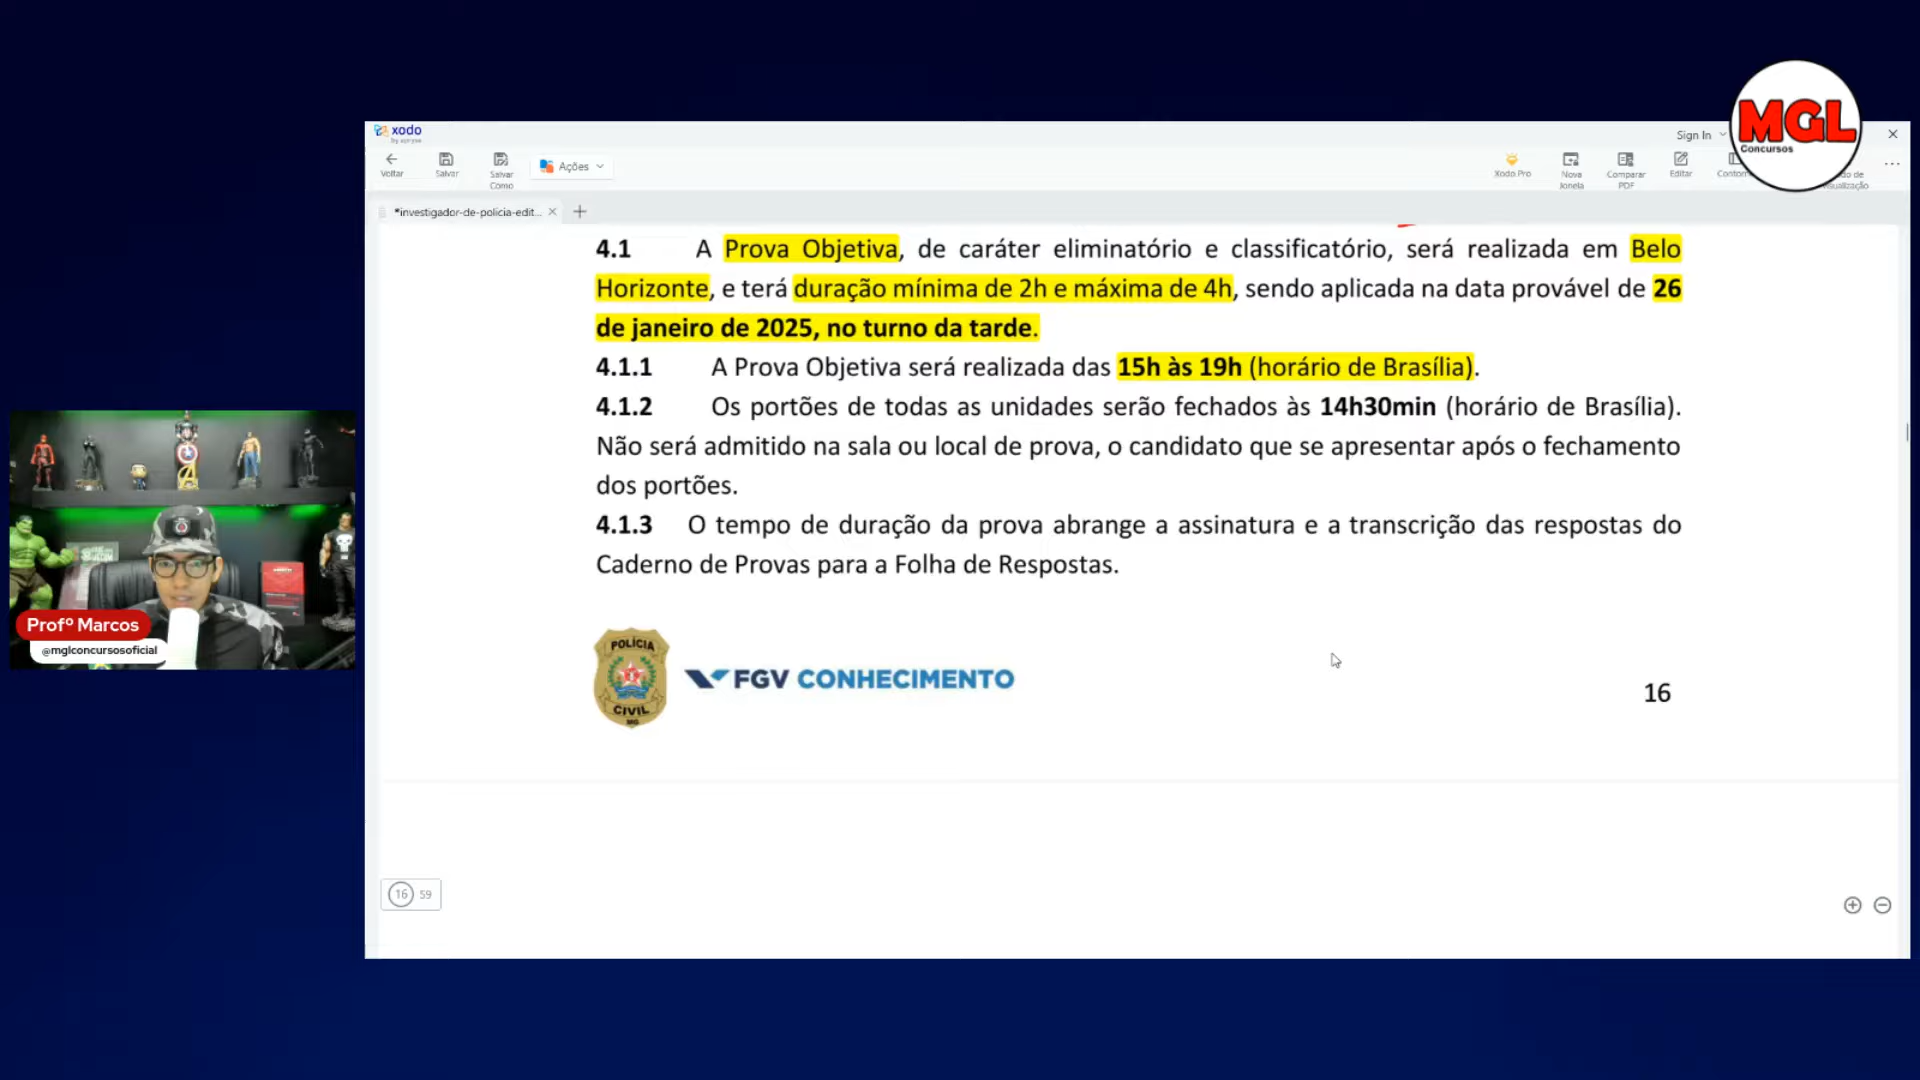 MGL
Concursos
xodo
by apryse
Sign In
Voltar
Salvar
Salvar Como
Ações
Xodo Pro
Nova Janela
Comparar PDF
Editar
*investigador-de-policia-edit...
4.1 A Prova Objetiva, de caráter eliminatório e classificatório, será realizada em Belo
Horizonte, e terá duração mínima de 2h e máxima de 4h, sendo aplicada na data provável de 26
de janeiro de 2025, no turno da tarde.
4.1.1 A Prova Objetiva será realizada das 15h às 19h (horário de Brasília).
4.1.2 Os portões de todas as unidades serão fechados às 14h30min (horário de Brasília).
Não será admitido na sala ou local de prova, o candidato que se apresentar após o fechamento
dos portões.
4.1.3 O tempo de duração da prova abrange a assinatura e a transcrição das respostas do
Caderno de Provas para a Folha de Respostas.
POLÍCIA
CIVIL
MG
FGV CONHECIMENTO
16
16 59
Profº Marcos
@mglconcursosoficial